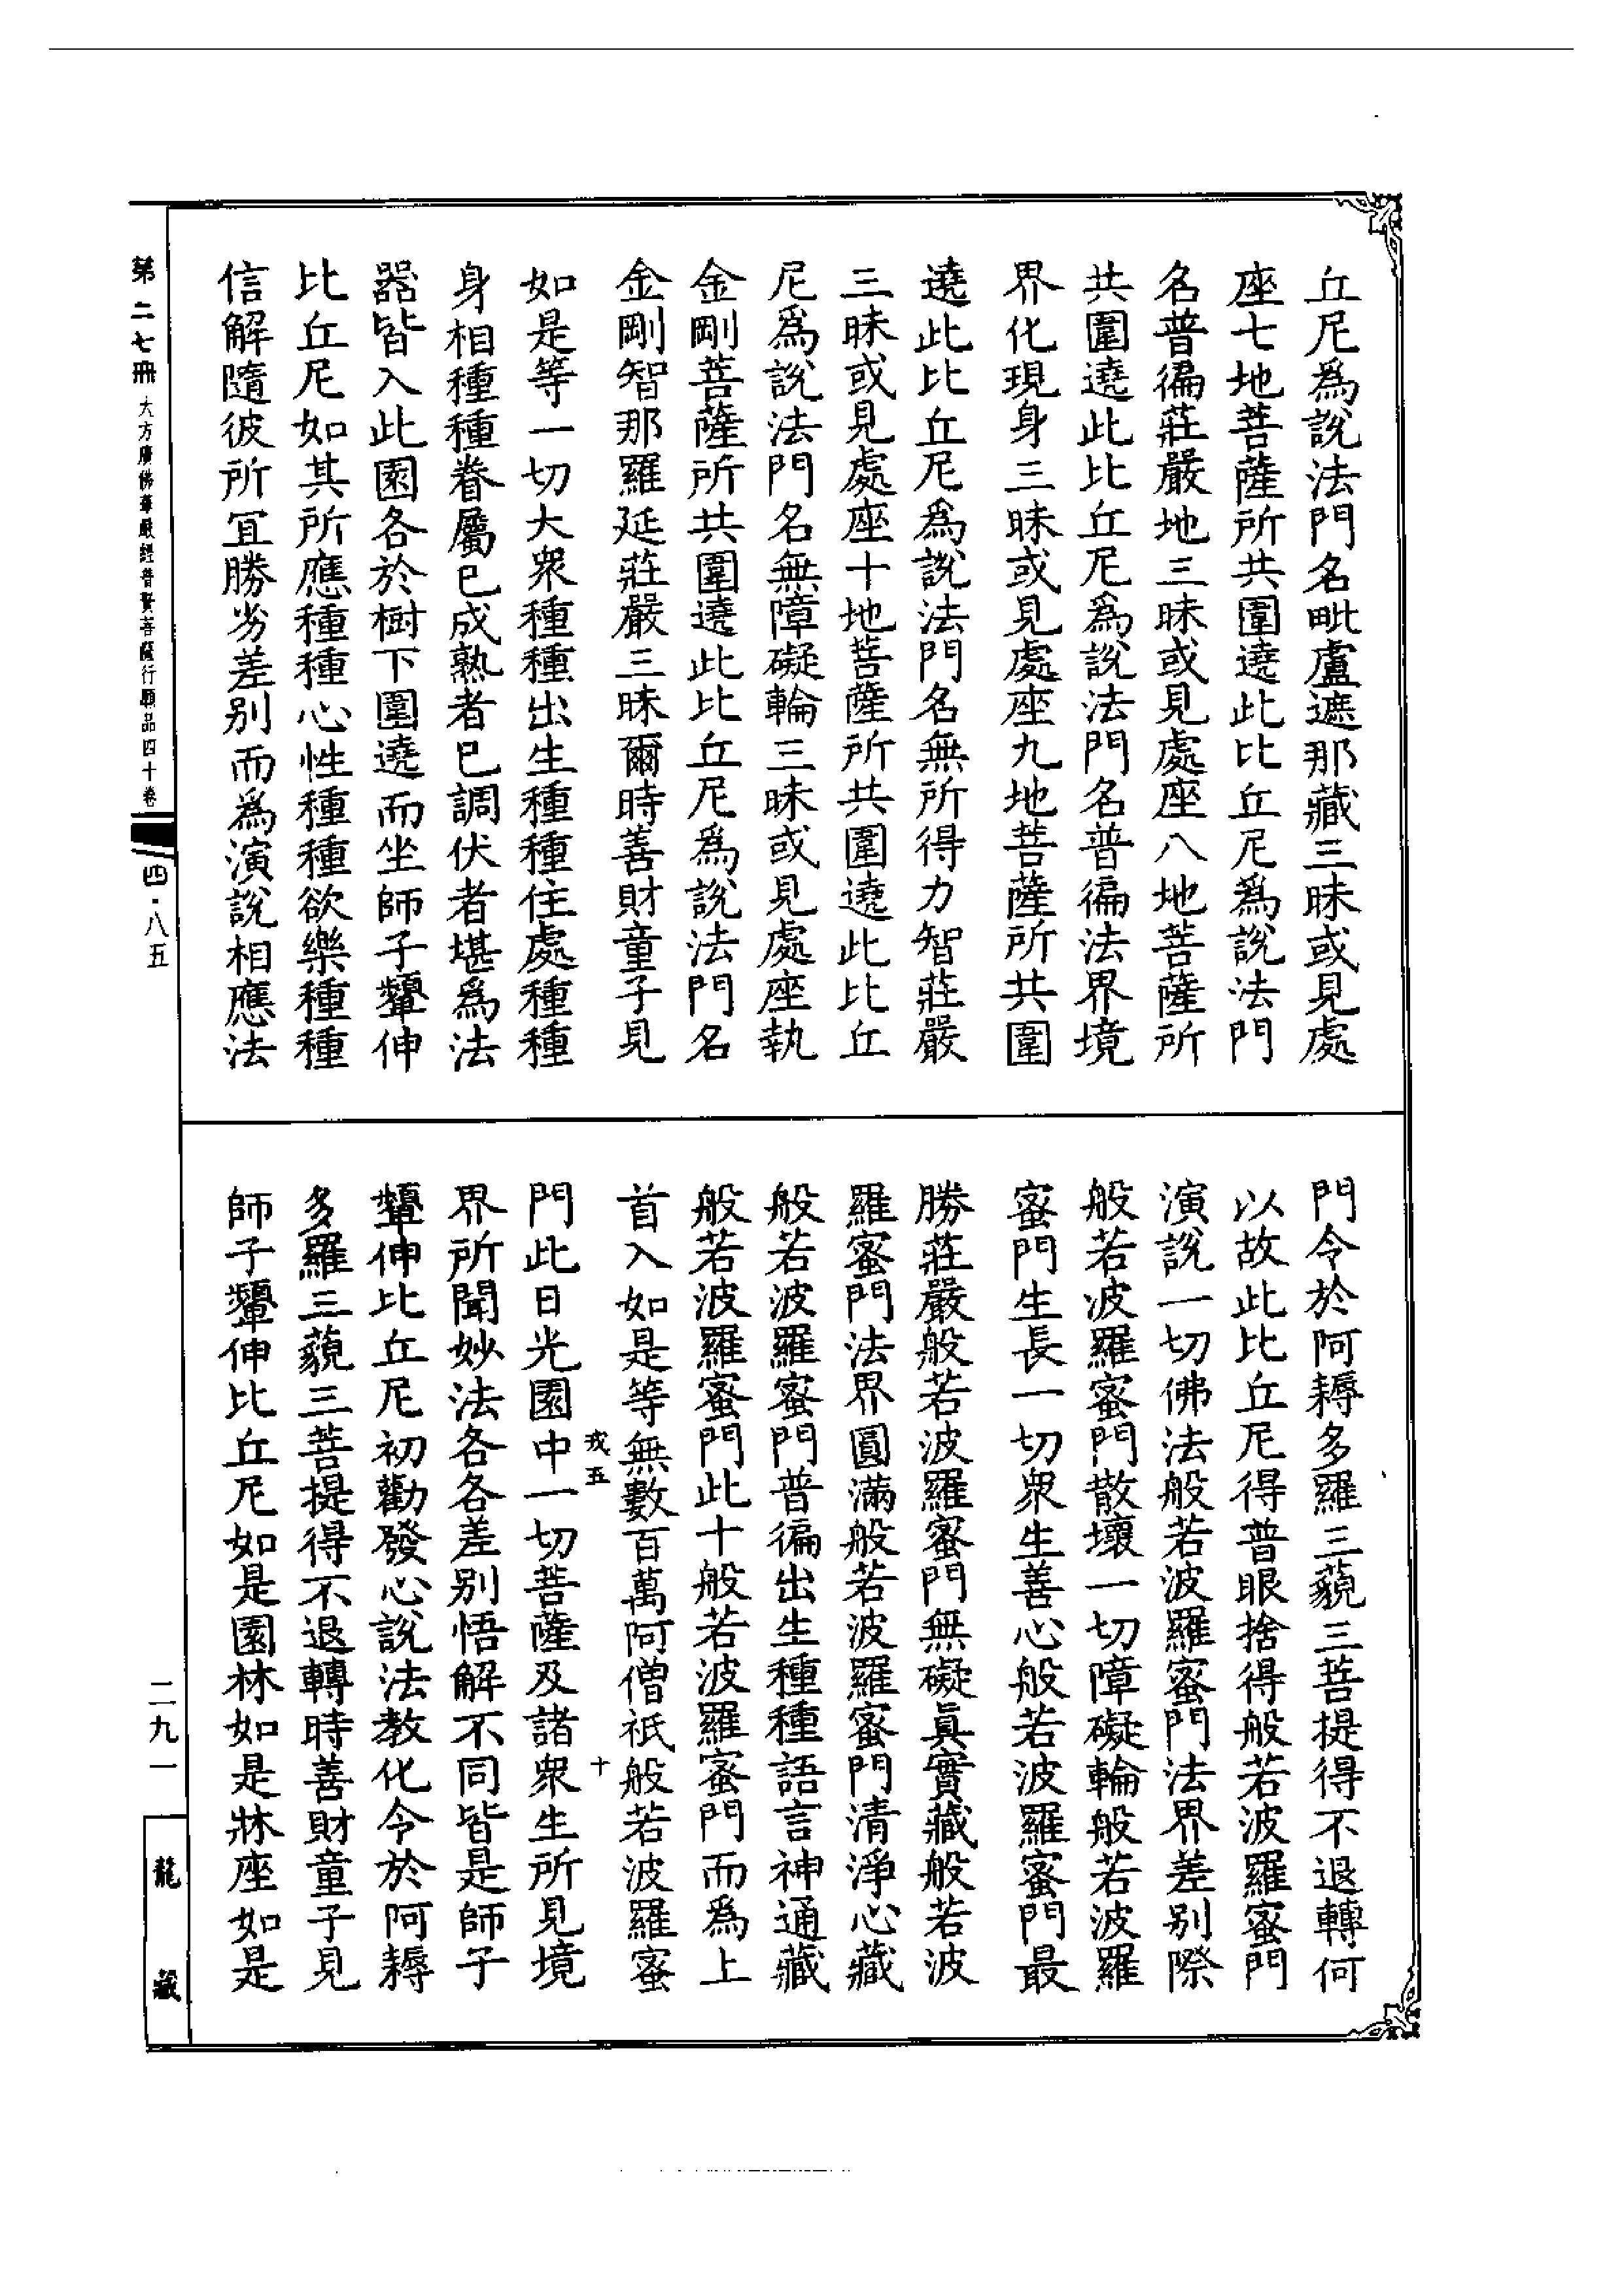 丘尼爲說法門名毗盧遮那藏三昧或見處
座七地菩薩所共圍遶此比丘尼爲說法門
名普徧莊嚴地三昧或見處座八地菩薩所
共圍遶此比丘尼爲說法門名普徧法界境
界化現身三昧或見處座九地菩薩所共圍
遶此比丘尼爲說法門名無所得力智莊嚴
三昧或見處座十地菩薩所共圍遶此比丘
尼爲說法門名無障礙輪三昧或見處座執
金剛菩薩所共圍遶此比丘尼爲說法門名
金剛智那羅延莊嚴三昧爾時善財童子見
如是等一切大衆種種出生種種住處種種
身相種種眷屬已成熟者已調伏者堪爲法
器皆入此園各於樹下圍遶而坐師子顰伸
比丘尼如其所應種種心性種種欲樂種種
信解隨彼所宜勝劣差别而爲演說相應法
門令於阿耨多羅三藐三菩提得不退轉何
以故此比丘尼得普眼捨得般若波羅蜜門
演說一切佛法般若波羅蜜門法界差别際
般若波羅蜜門散壞一切障礙輪般若波羅
蜜門生長一切衆生善心般若波羅蜜門最
勝莊嚴般若波羅蜜門無礙眞實藏般若波
羅蜜門法界圓滿般若波羅蜜門清淨心藏
般若波羅蜜門普徧出生種種語言神通藏
般若波羅蜜門此十般若波羅蜜門而爲上
首入如是等無數百萬阿僧祇般若波羅蜜
戎五 十
門此日光園中一切菩薩及諸衆生所見境
界所聞妙法各各差别悟解不同皆是師子
顰伸比丘尼初勸發心說法教化令於阿耨
多羅三藐三菩提得不退轉時善財童子見
師子顰伸比丘尼如是園林如是牀座如是
第二七冊 大方廣佛華嚴經普賢菩薩行願品四十卷 四·八五
二九一
龍藏